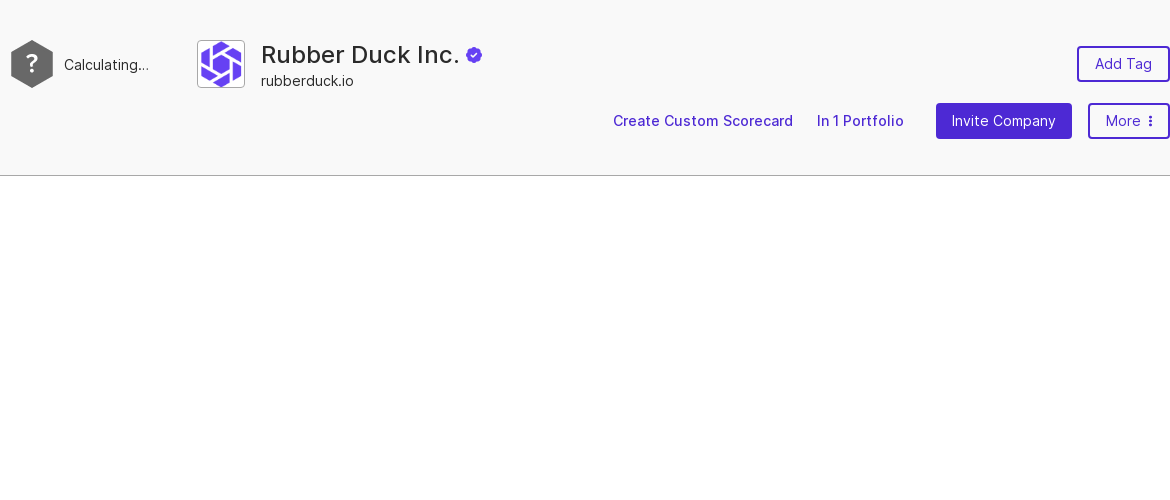 ?
Calculating...
Rubber Duck Inc.
rubberduck.io
Add Tag
Create Custom Scorecard
In 1 Portfolio
Invite Company
More